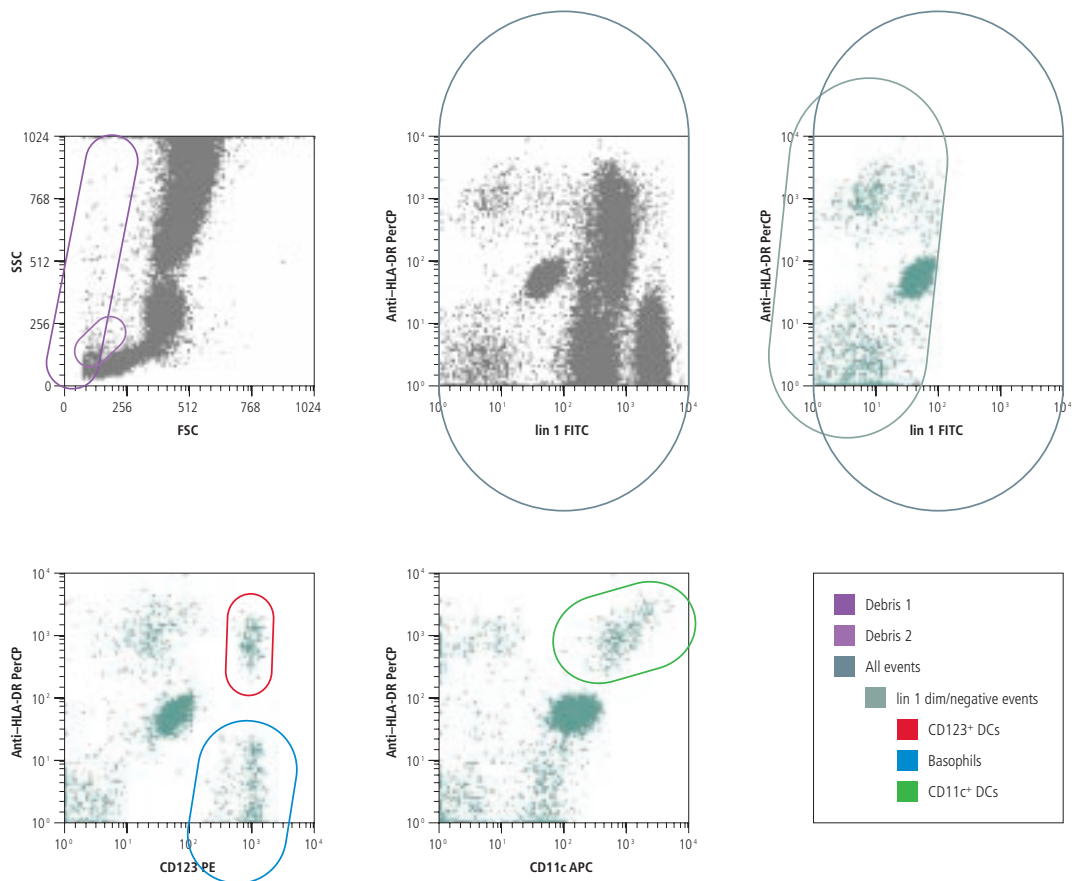 1024
768
512
256
0
SSC
0 256 512 768 1024
FSC
10⁴
10³
10²
10¹
10⁰
Anti–HLA-DR PerCP
10⁰ 10¹ 10² 10³ 10⁴
lin 1 FITC
10⁴
10³
10²
10¹
10⁰
Anti–HLA-DR PerCP
10⁰ 10¹ 10² 10³ 10⁴
lin 1 FITC
10⁴
10³
10²
10¹
10⁰
Anti–HLA-DR PerCP
10⁰ 10¹ 10² 10³ 10⁴
CD123 PE
10⁴
10³
10²
10¹
10⁰
Anti–HLA-DR PerCP
10⁰ 10¹ 10² 10³ 10⁴
CD11c APC
Debris 1
Debris 2
All events
lin 1 dim/negative events
CD123⁺ DCs
Basophils
CD11c⁺ DCs